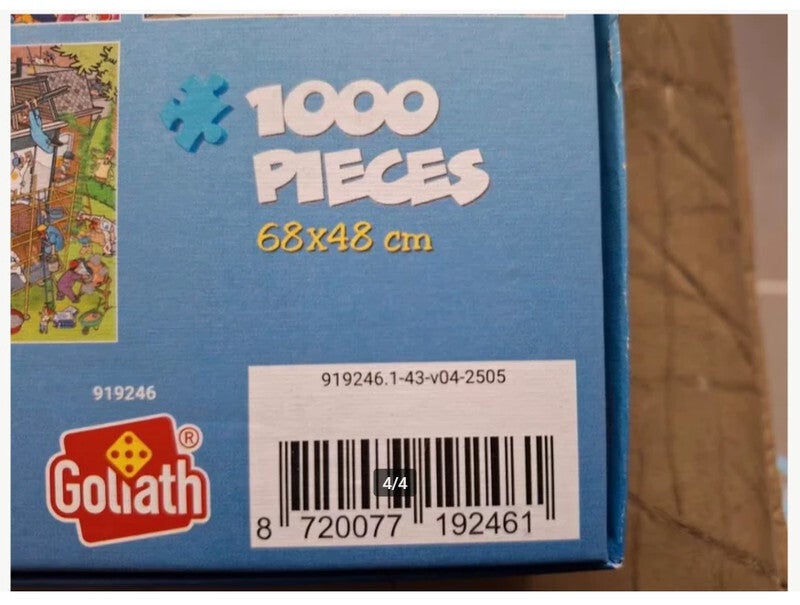 1000
PIECES
68x48 cm
919246
Goliath®
919246.1-43-v04-2505
4/4
8 720077 192461